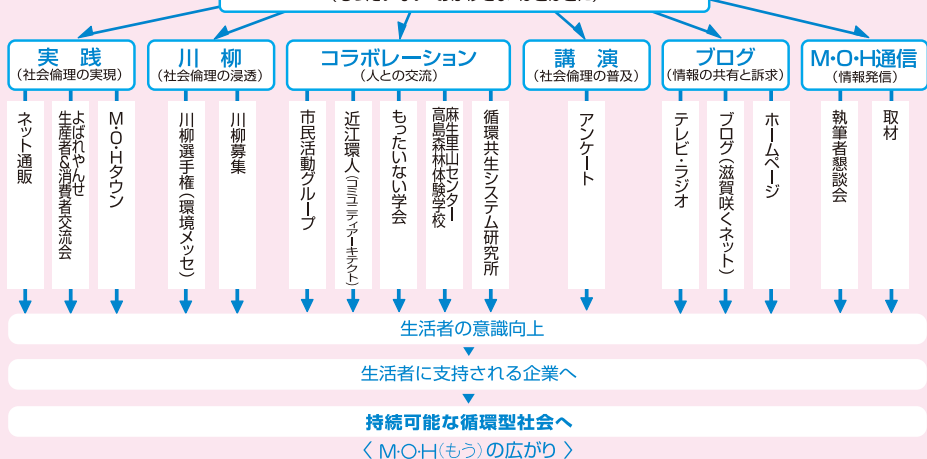 実践
(社会倫理の実現)
川柳
(社会倫理の浸透)
コラボレーション
(人との交流)
講演
(社会倫理の普及)
ブログ
(情報の共有と訴求)
M・O・H通信
(情報発信)
ネット通販
よばれやんせ
生産者&消費者交流会
M・O・Hタウン
川柳選手権(環境メッセ)
川柳募集
市民活動グループ
近江環人(コミュニティアーキテクト)
もったいない学会
麻生里山センター
高島森林体験学校
循環共生システム研究所
アンケート
テレビ・ラジオ
ブログ(滋賀咲くネット)
ホームページ
執筆者懇談会
取材
生活者の意識向上
生活者に支持される企業へ
持続可能な循環型社会へ
〈 M・O・H(もう)の広がり 〉